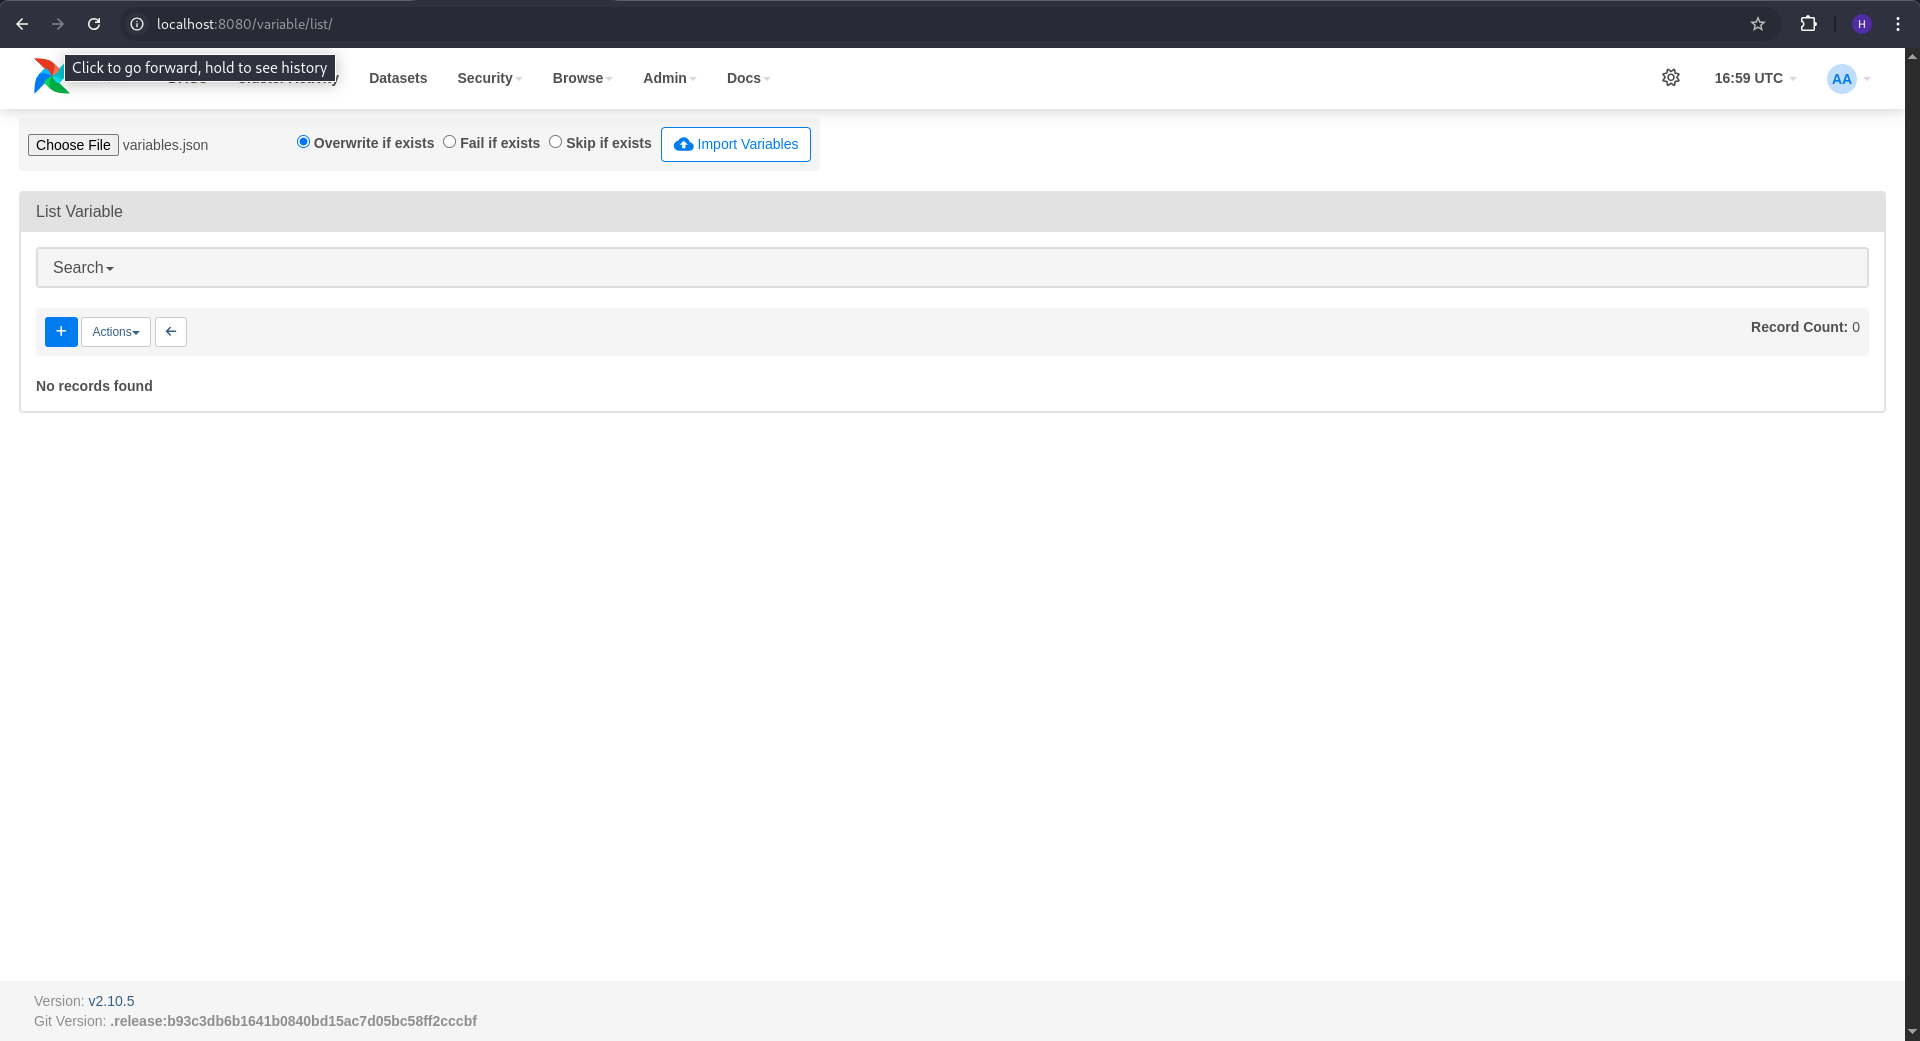 localhost:8080/variable/list/
H
Click to go forward, hold to see history
Datasets
Security
Browse
Admin
Docs
16:59 UTC
AA
Choose File variables.json
Overwrite if exists
Fail if exists
Skip if exists
Import Variables
List Variable
Search
+
Actions
Record Count: 0
No records found
Version: v2.10.5
Git Version: .release:b93c3db6b1641b0840bd15ac7d05bc58ff2cccbf